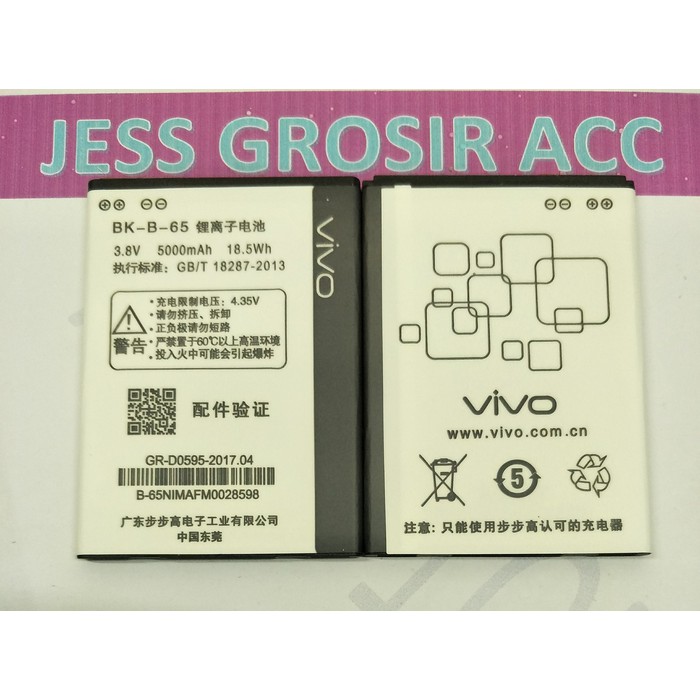 JESS GROSIR ACC
BK-B-65 锂离子电池
3.8V 5000mAh 18.5Wh
执行标准: GB/T 18287-2013
vivo
警告
•充电限制电压: 4.35V
•请勿挤压、拆卸
正负极请勿短路
•严禁置于60℃以上高温环境
•投入火中可能会引起爆炸
配件验证
GR-D0595-2017.04
B-65NIMAFM0028598
广东步步高电子工业有限公司
中国东莞
vivo
www.vivo.com.cn
5
注意: 只能使用步步高认可的充电器